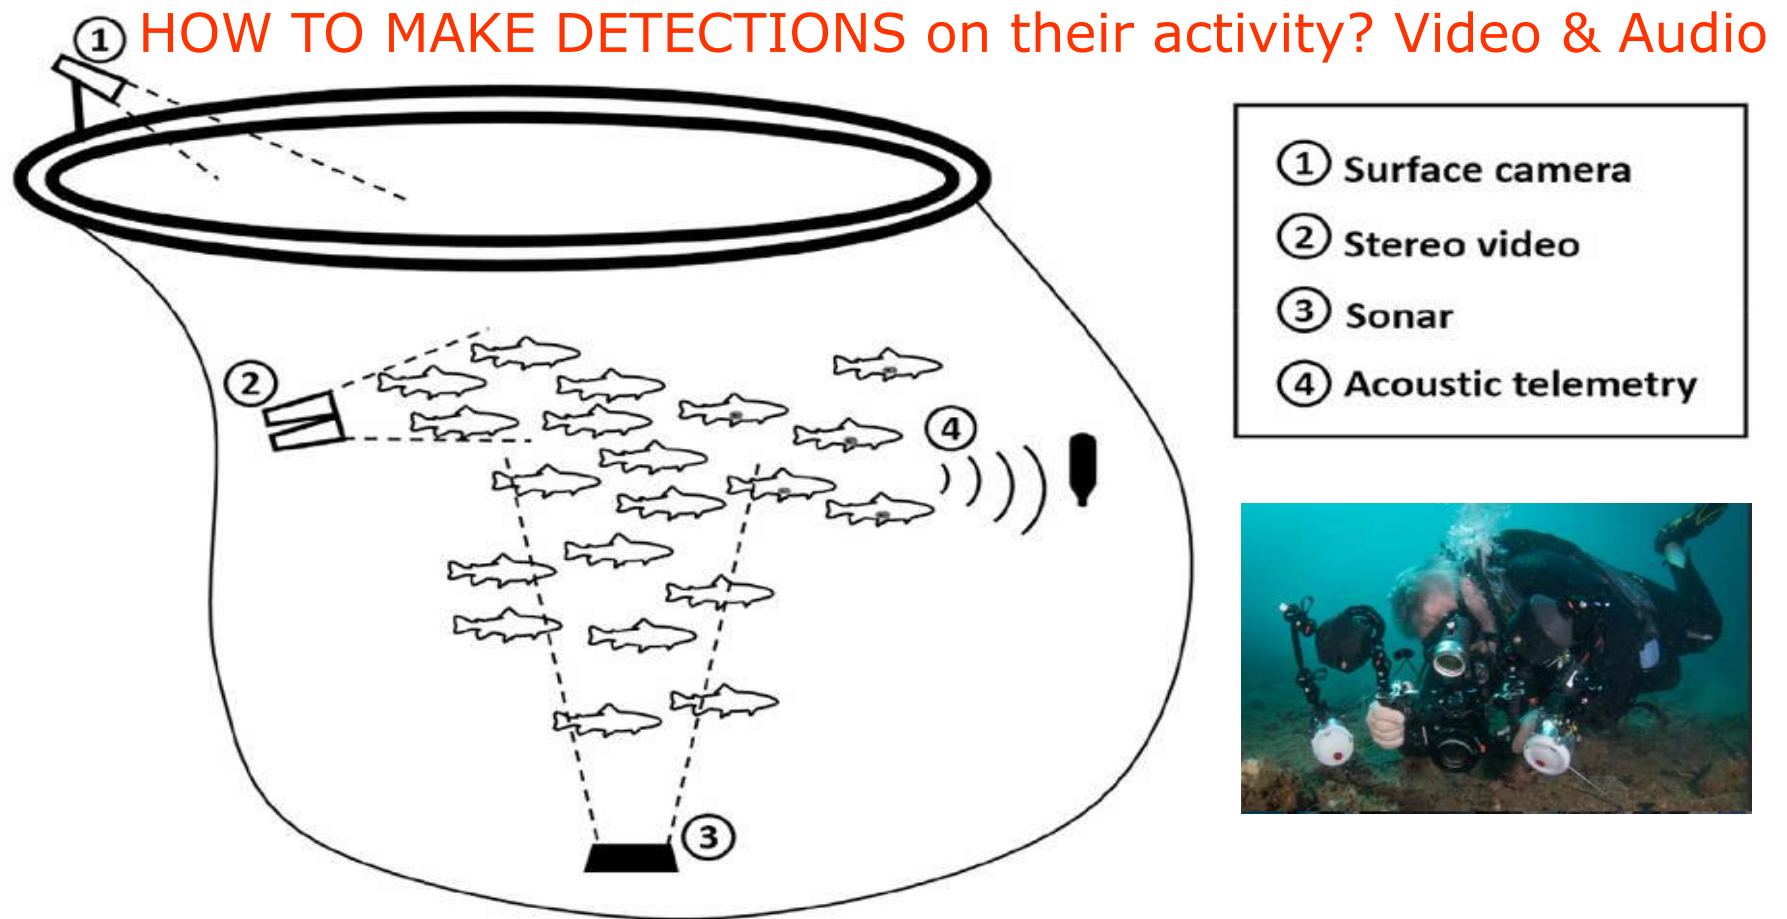 HOW TO MAKE DETECTIONS on their activity? Video & Audio
1
1 Surface camera
2 Stereo video
3 Sonar
4 Acoustic telemetry
2
4
3